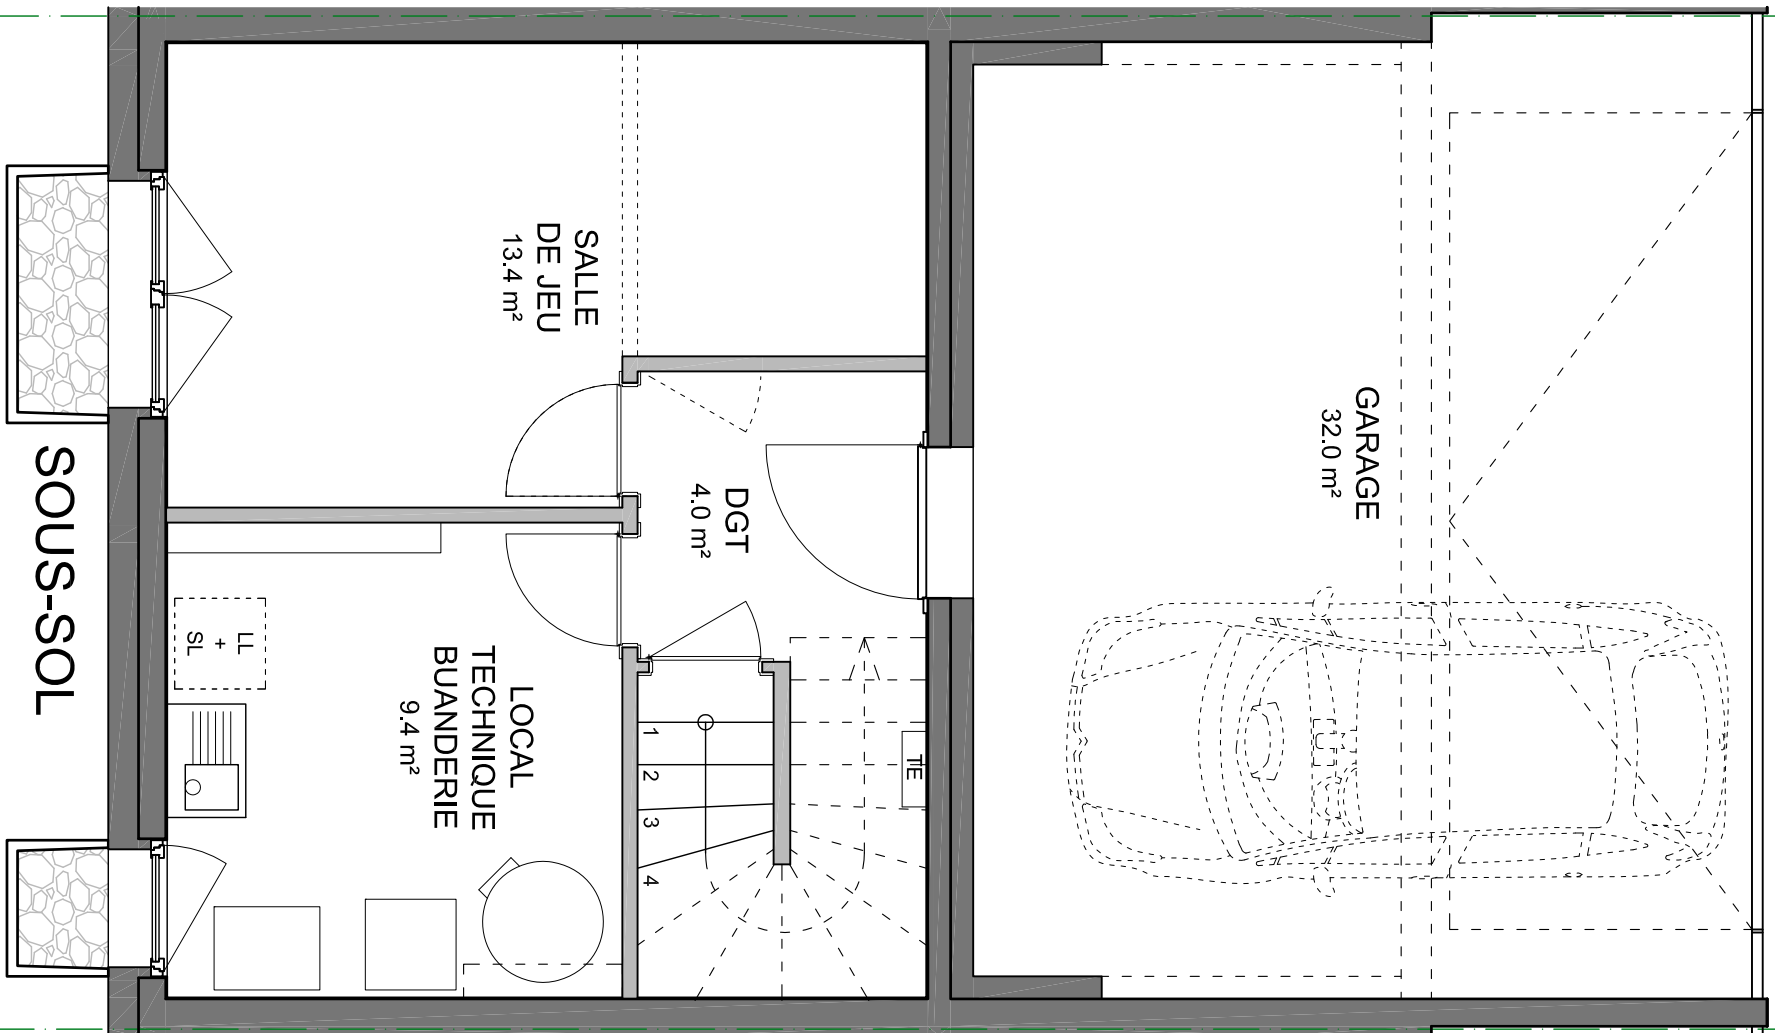 SALLE
DE JEU
13.4 m²
GARAGE
32.0 m²
DGT
4.0 m²
LOCAL
TECHNIQUE
BUANDERIE
9.4 m²
LL
+
SL
TE
1
2
3
4
SOUS-SOL